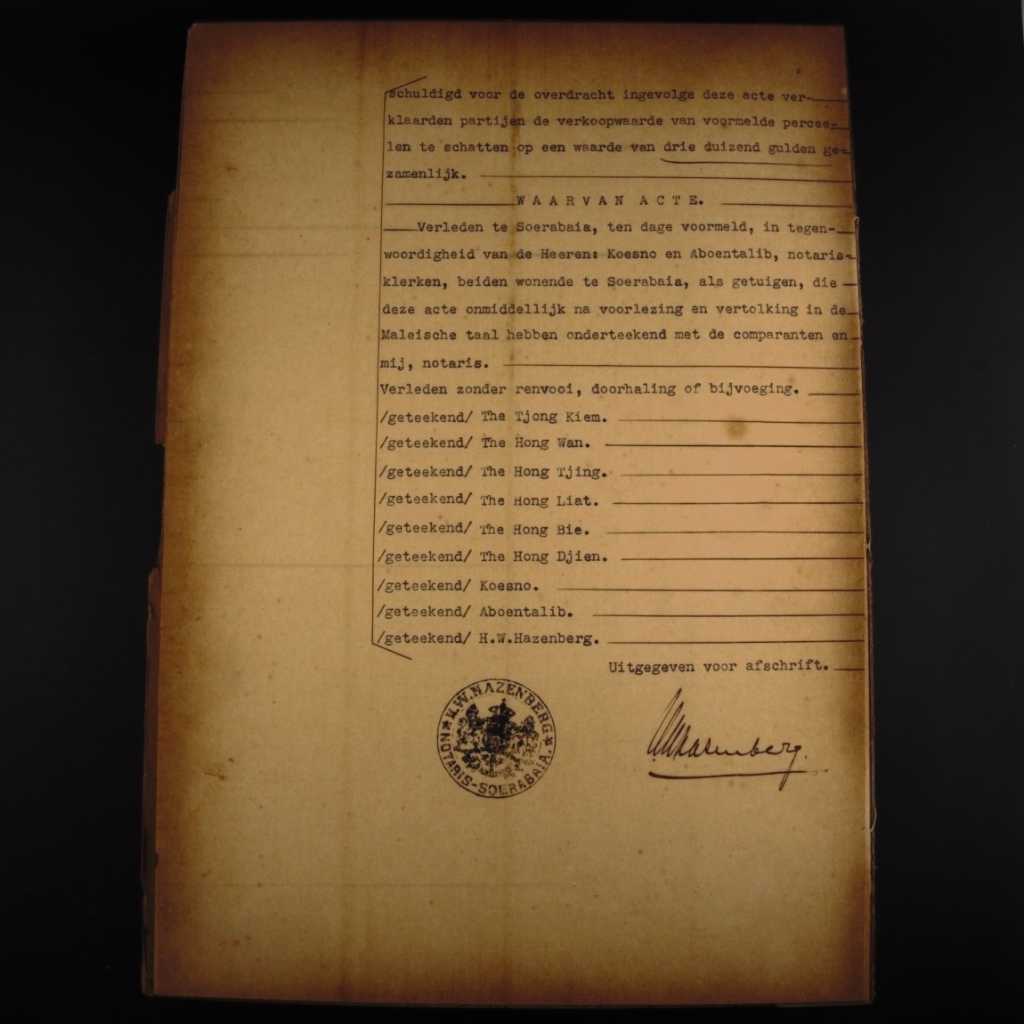 schuldigd voor de overdracht ingevolge deze acte ver-
klaarden partijen de verkoopwaarde van voormelde percee-
len te schatten op een waarde van drie duizend gulden ge-
zamenlijk.
WAARVAN ACTE.
Verleden te Soerabaia, ten dage voormeld, in tegen-
woordigheid van de Heeren: Koesno en Aboentalib, notaris-
klerken, beiden wonende te Soerabaia, als getuigen, die
deze acte onmiddellijk na voorlezing en vertolking in de
Maleische taal hebben onderteekend met de comparanten en
mij, notaris.
Verleden zonder renvooi, doorhaling of bijvoeging.
/geteekend/ The Tjong Kiem.
/geteekend/ The Hong Wan.
/geteekend/ The Hong Tjing.
/geteekend/ The Hong Liat.
/geteekend/ The Hong Bie.
/geteekend/ The Hong Djien.
/geteekend/ Koesno.
/geteekend/ Aboentalib.
/geteekend/ H.W.Hazenberg.
Uitgegeven voor afschrift.
H.W.HAZENBERG
NOTARIS-SOERABAIA.
HWHazenberg.